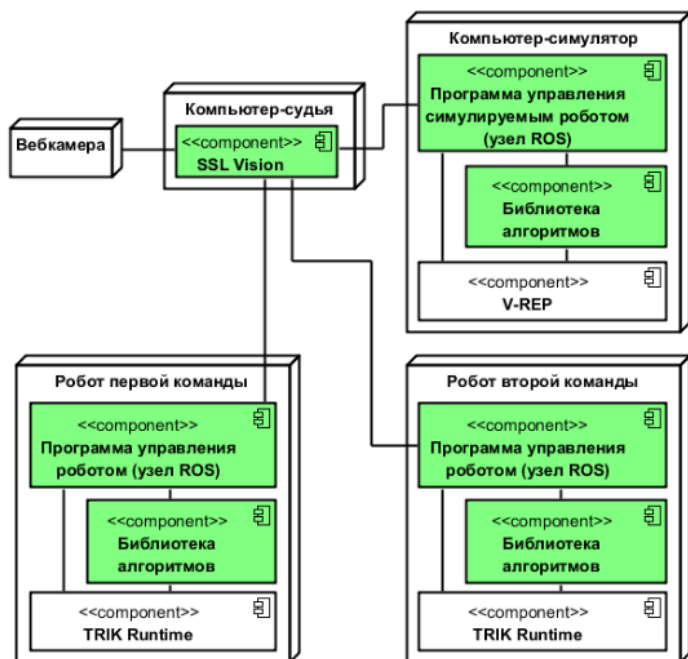 Компьютер-симулятор
<<component>>
Программа управления
симулируемым роботом
(узел ROS)
<<component>>
Библиотека
алгоритмов
<<component>>
V-REP
Компьютер-судья
<<component>>
SSL Vision
Вебкамера
Робот первой команды
<<component>>
Программа управления
роботом (узел ROS)
<<component>>
Библиотека
алгоритмов
<<component>>
TRIK Runtime
Робот второй команды
<<component>>
Программа управления
роботом (узел ROS)
<<component>>
Библиотека
алгоритмов
<<component>>
TRIK Runtime